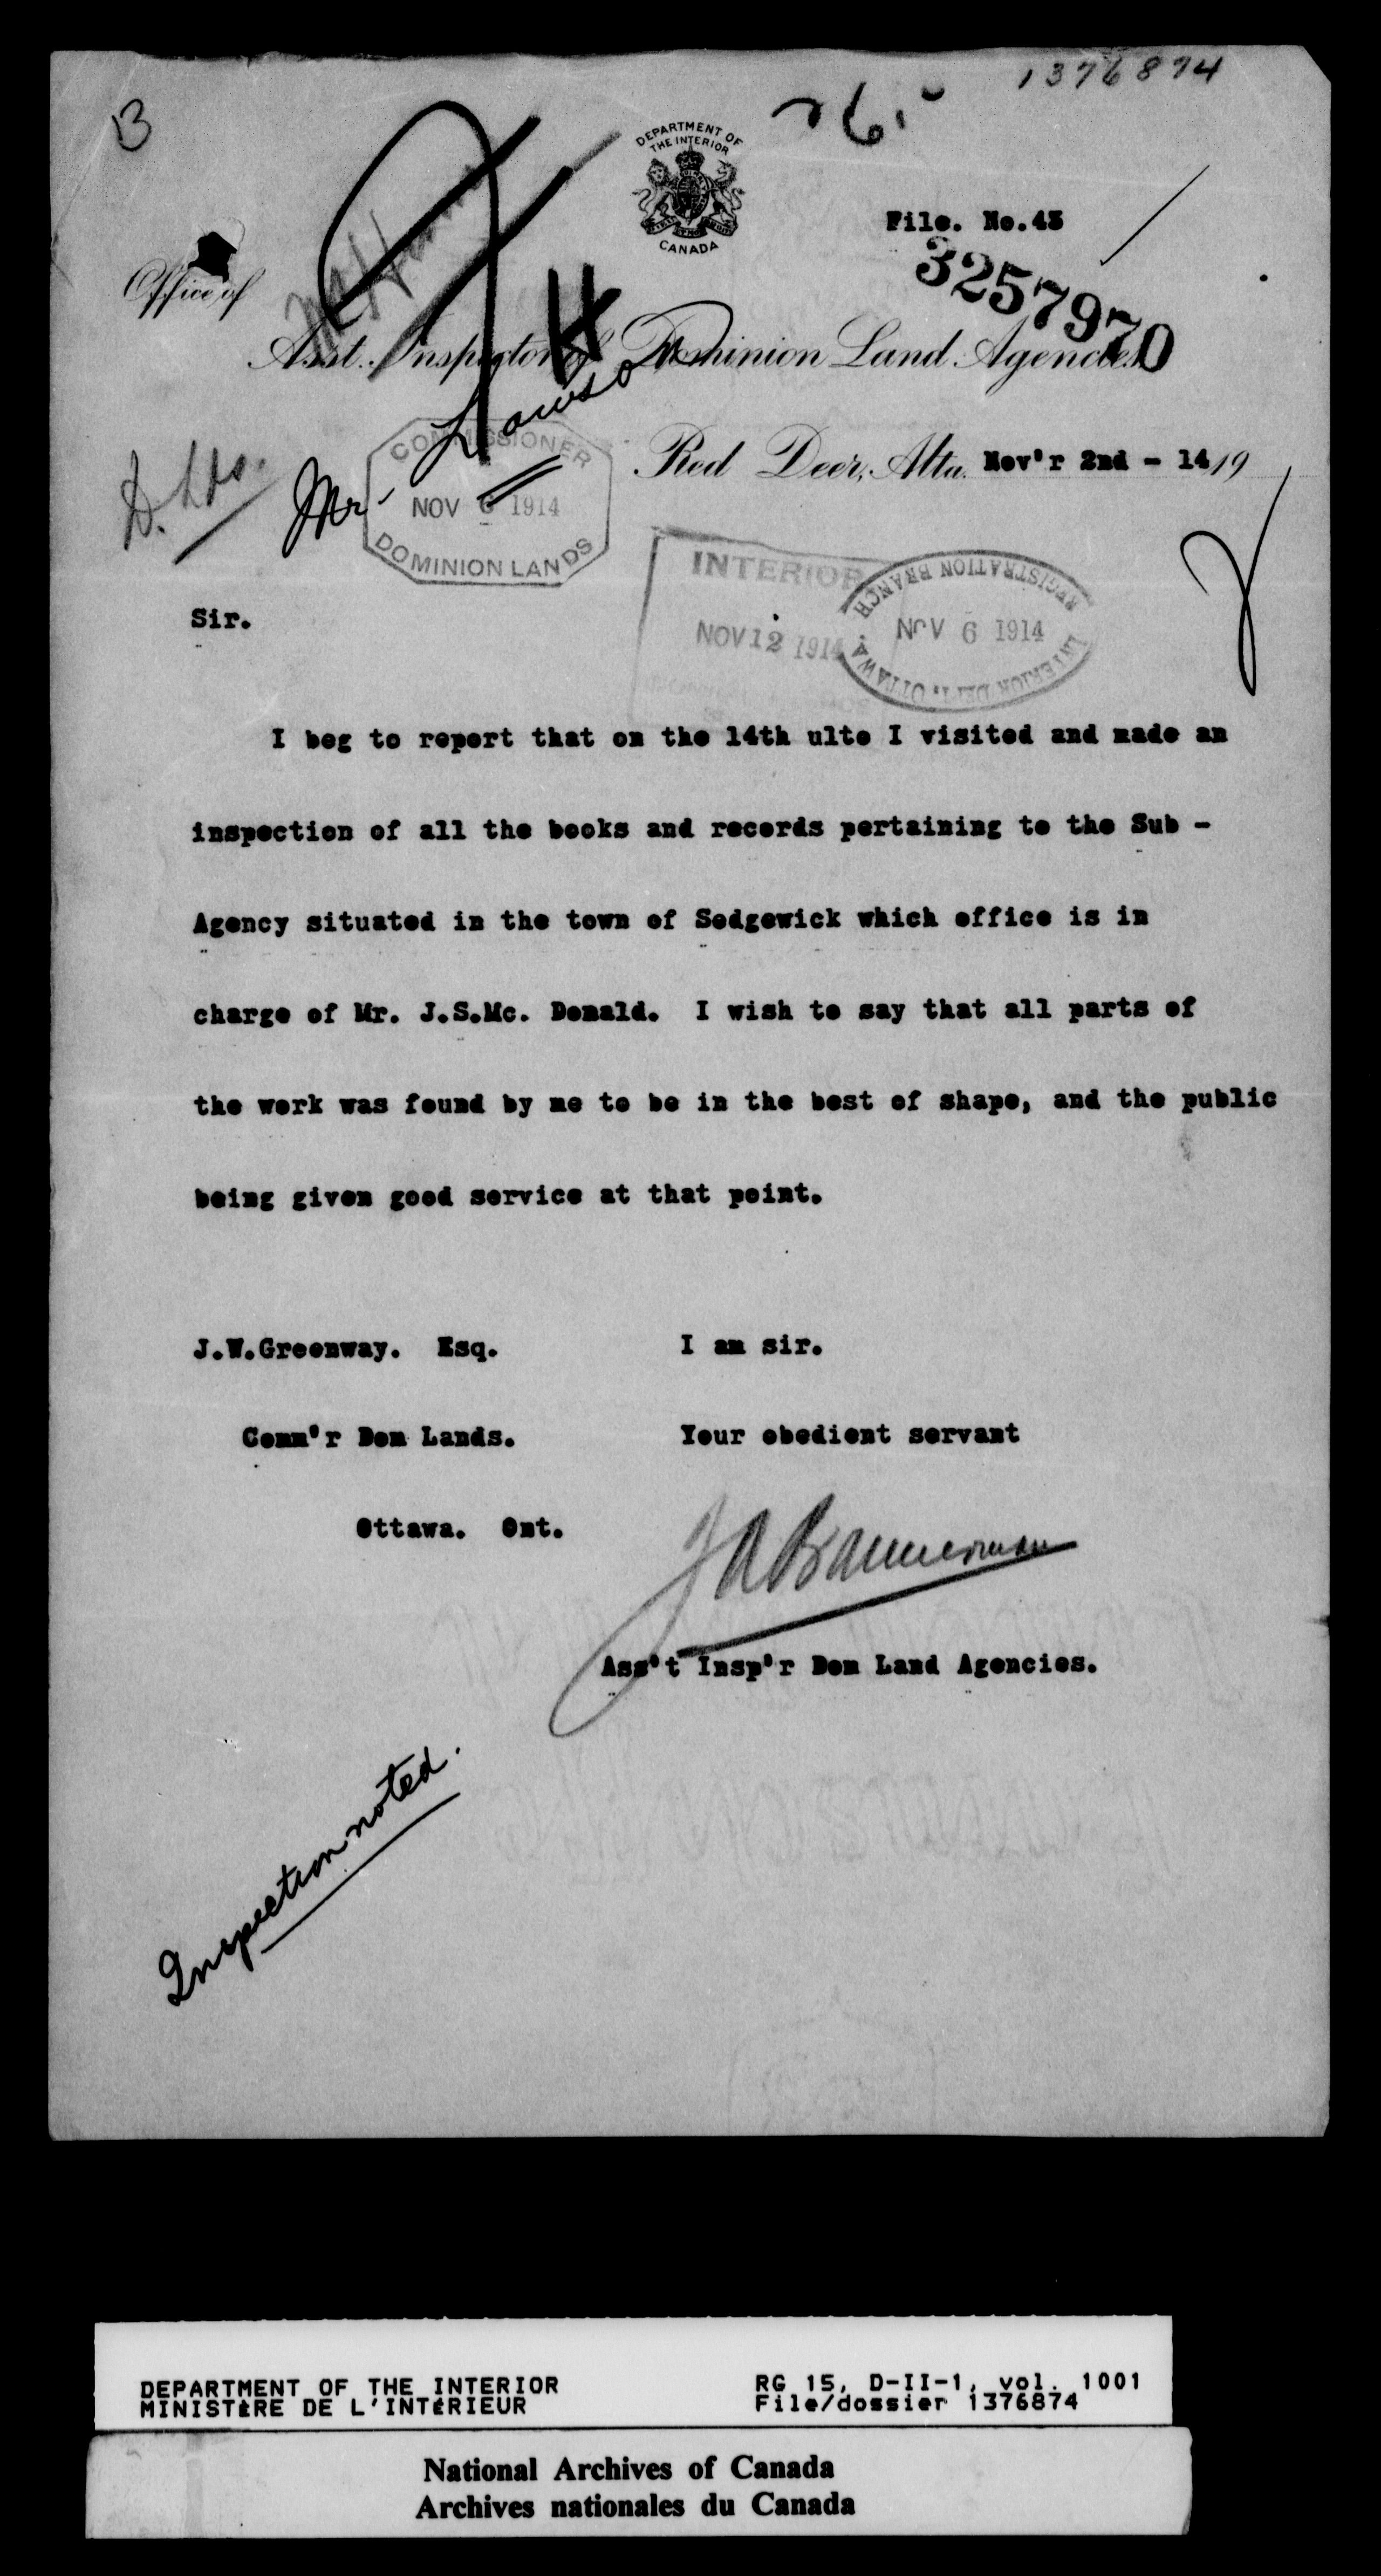 1376874
13
26.
DEPARTMENT OF
THE INTERIOR
CANADA
File. No.43
3257970
Office of
Asst. Inspector of Dominion Land Agencies
H
Mr. Lawson
D. Lds.
Red Deer, Alta. Nov'r 2nd - 14 19
COMMISSIONER
NOV 6 1914
DOMINION LANDS
INTERIOR
NOV 12 1914
REGISTRATION BRANCH
NOV 6 1914
INTERIOR DEPT. OTTAWA.
Sir.
I beg to report that on the 14th ulto I visited and made an
inspection of all the books and records pertaining to the Sub -
Agency situated in the town of Sedgewick which office is in
charge of Mr. J.S.Mc. Donald. I wish to say that all parts of
the work was found by me to be in the best of shape, and the public
being given good service at that point.
J.W.Greenway. Esq. I am sir.
Comm'r Dom Lands. Your obedient servant
Ottawa. Ont.
J A Bannerman
Ass't Insp'r Dom Land Agencies.
Inspection noted.
DEPARTMENT OF THE INTERIOR RG 15, D-II-1, vol. 1001
MINISTÈRE DE L'INTÉRIEUR File/dossier 1376874
National Archives of Canada
Archives nationales du Canada